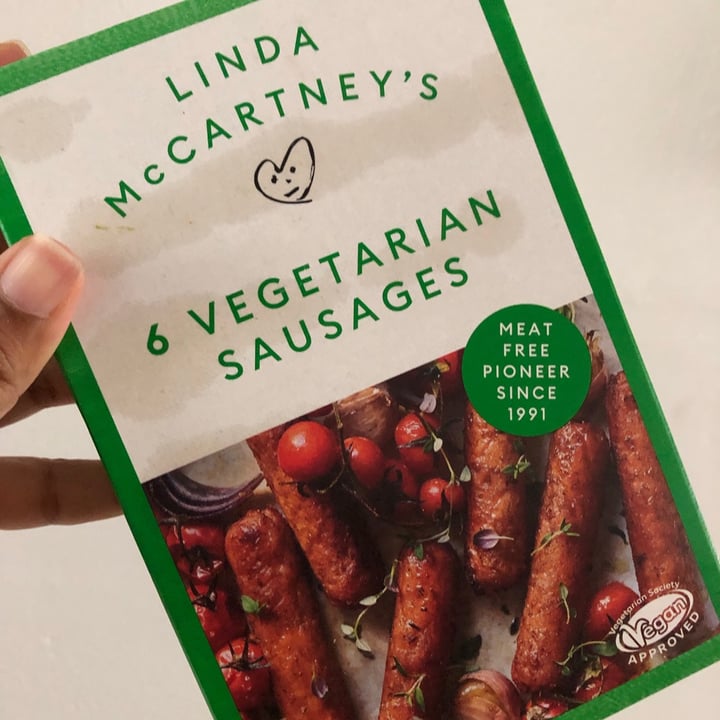 LINDA
McCARTNEY'S
6 VEGETARIAN
SAUSAGES
MEAT
FREE
PIONEER
SINCE
1991
Vegetarian Society
Vegan
APPROVED